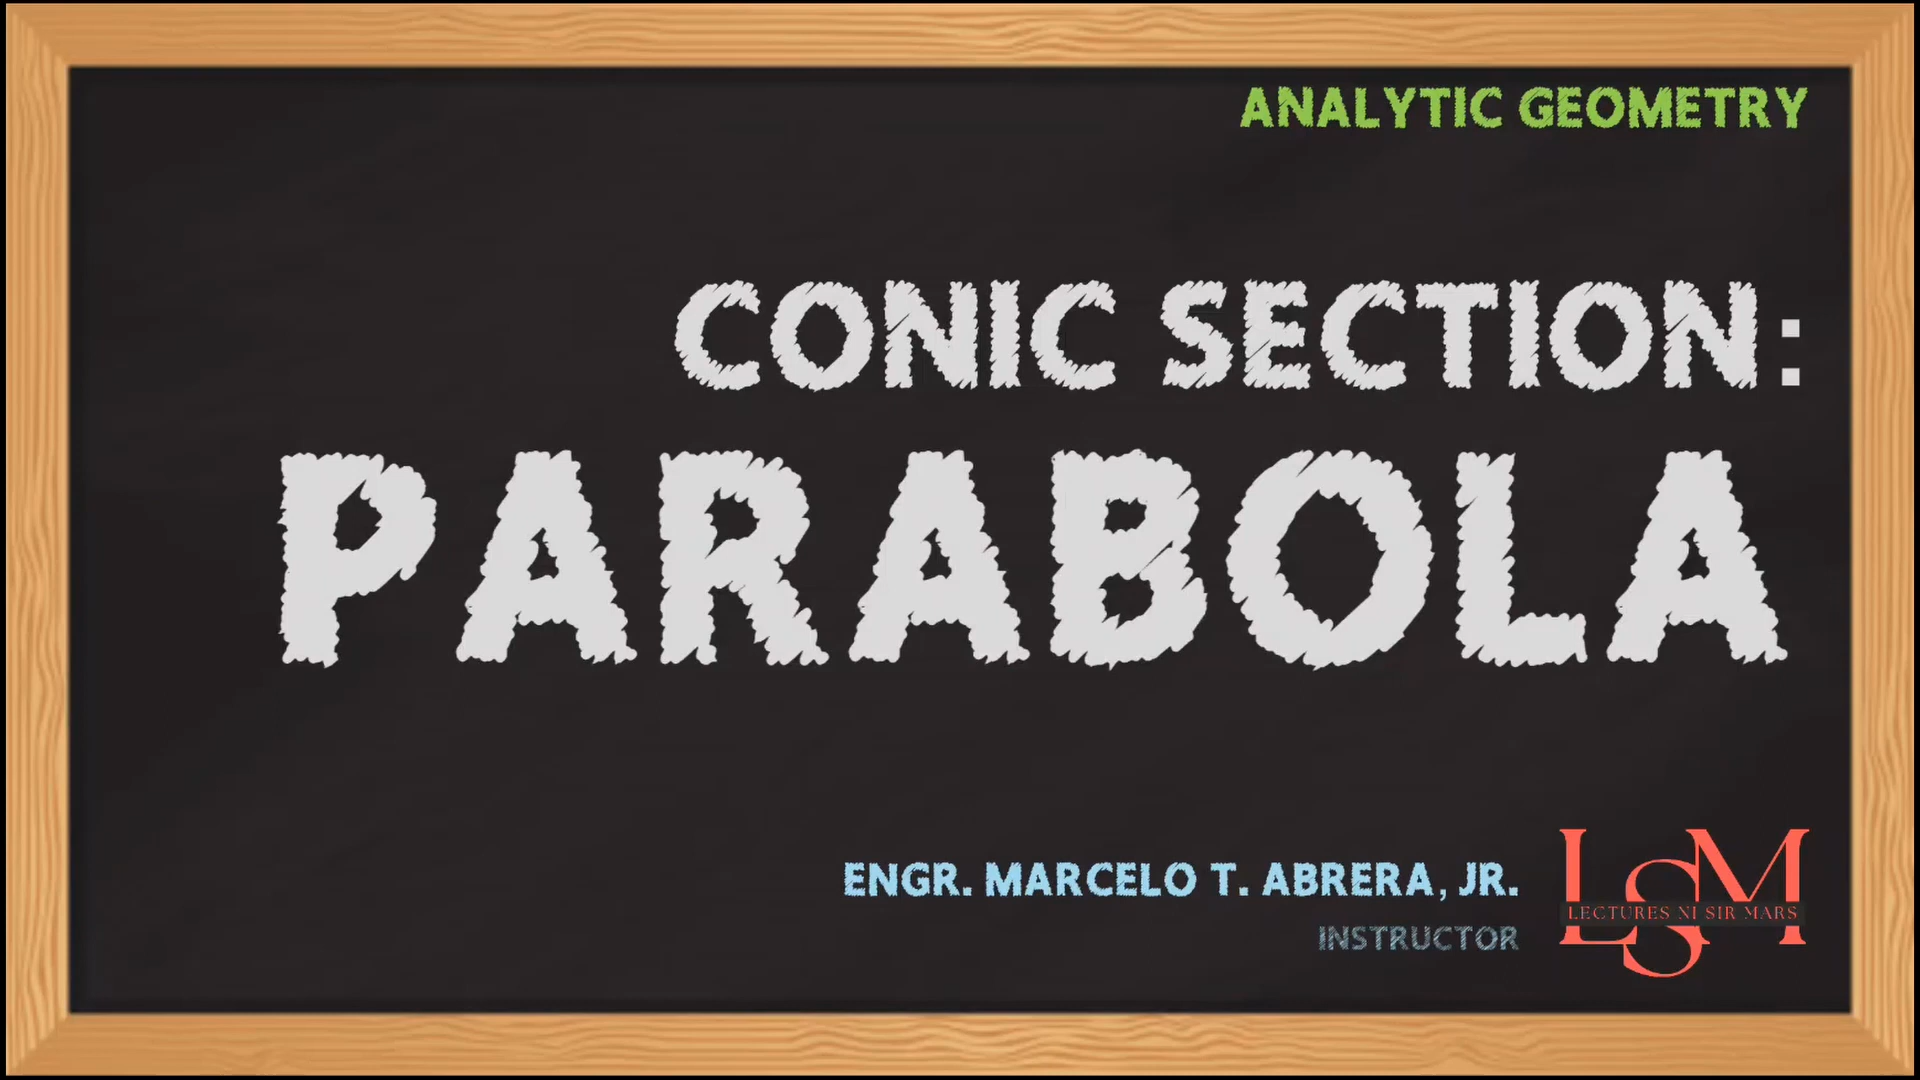 ANALYTIC GEOMETRY
CONIC SECTION:
PARABOLA
ENGR. MARCELO T. ABRERA, JR.
INSTRUCTOR
LSM
LECTURES NI SIR MARS